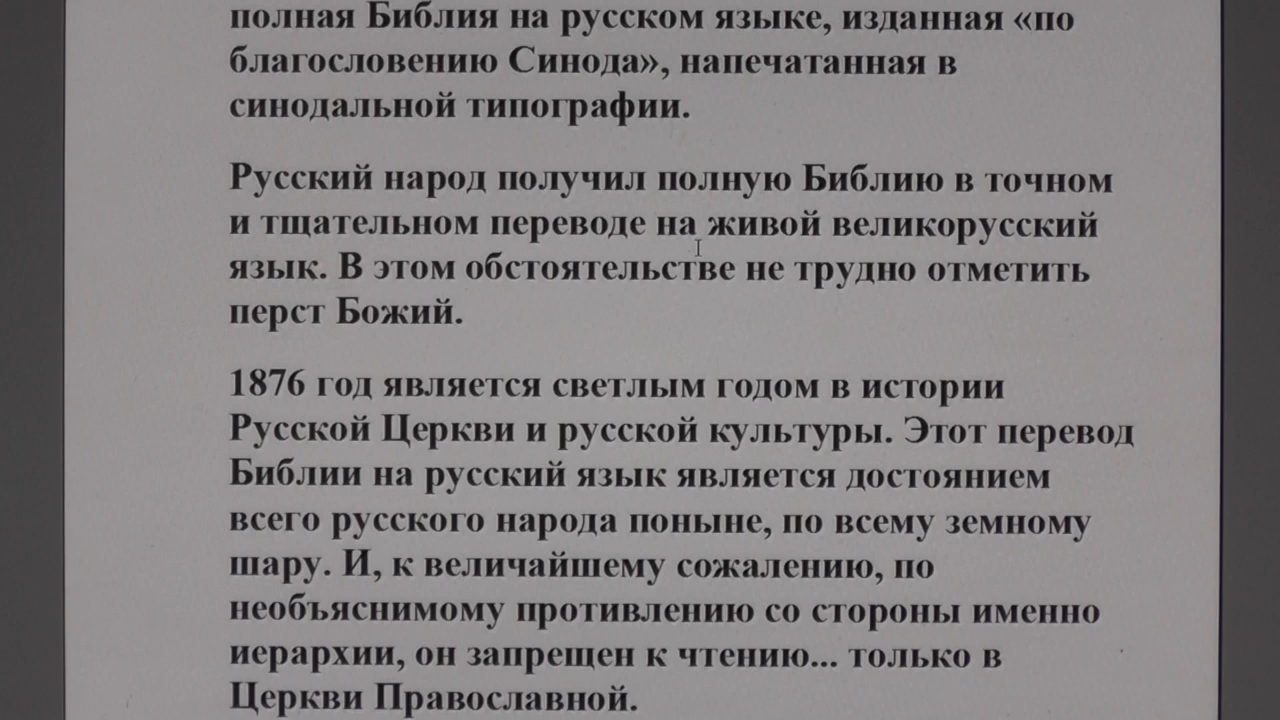 полная Библия на русском языке, изданная «по
благословению Синода», напечатанная в
синодальной типографии.
Русский народ получил полную Библию в точном
и тщательном переводе на живой великорусский
язык. В этом обстоятельстве не трудно отметить
перст Божий.
1876 год является светлым годом в истории
Русской Церкви и русской культуры. Этот перевод
Библии на русский язык является достоянием
всего русского народа поныне, по всему земному
шару. И, к величайшему сожалению, по
необъяснимому противлению со стороны именно
иерархии, он запрещен к чтению... только в
Церкви Православной.